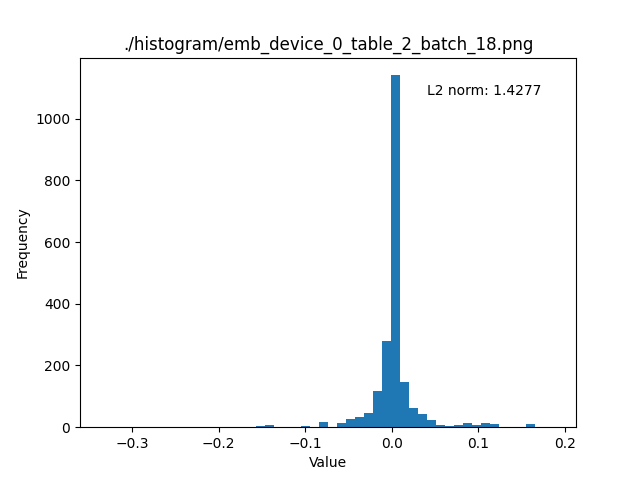 ./histogram/emb_device_0_table_2_batch_18.png
L2 norm: 1.4277
Frequency
1000
800
600
400
200
0
−0.3 −0.2 −0.1 0.0 0.1 0.2
Value